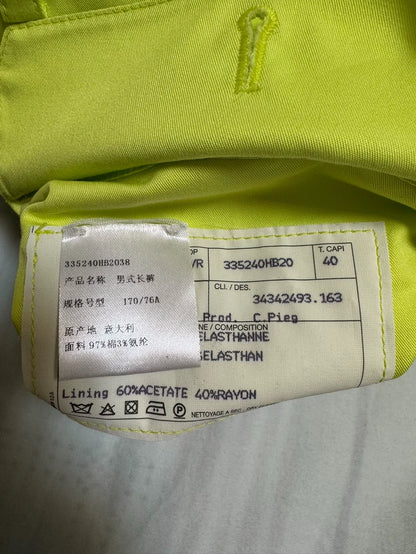 335240HB2038
产品名称 男式长裤
规格号型 170/76A
原产地 意大利
面料:97%棉3%氨纶
OP
T. CAPI
/R
335240HB20
40
CLI. / DES.
34342493.163
Prod. C.Pieg
NE / COMPOSITION
ELASTHANNE
ELASTHAN
Lining 60%ACETATE 40%RAYON
NETTOYAGE A SEC